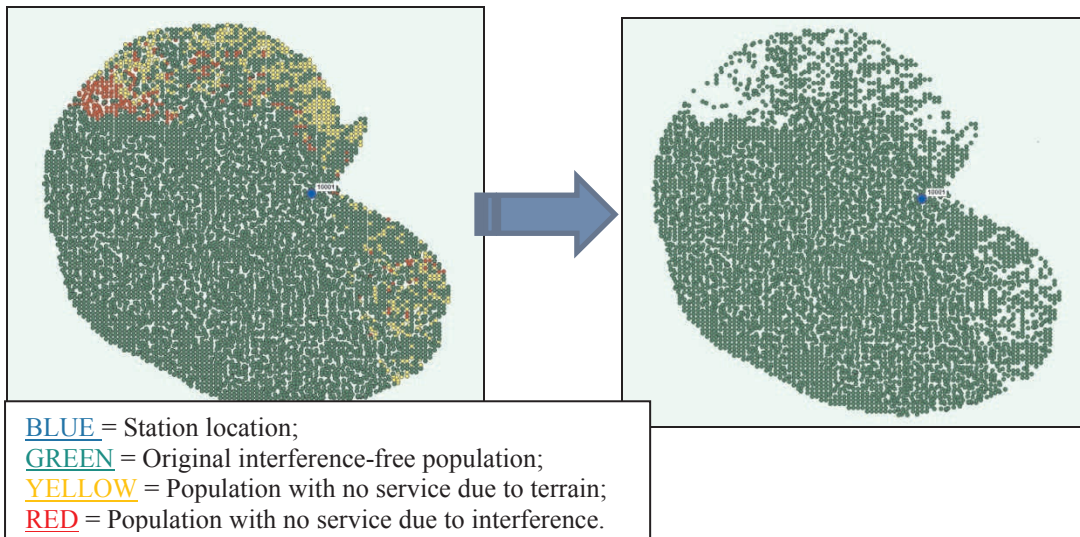 10001
10001
BLUE = Station location;
GREEN = Original interference-free population;
YELLOW = Population with no service due to terrain;
RED = Population with no service due to interference.